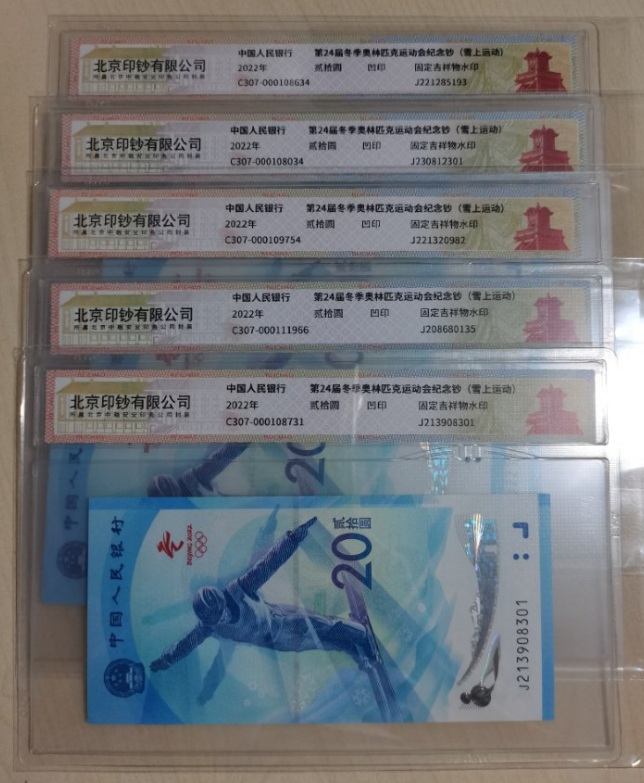 北京印钞有限公司
中国人民银行 第24届冬季奥林匹克运动会纪念钞（雪上运动）
2022年 贰拾圆 凹印 固定吉祥物水印
C307-000108634 J221285193
北京印钞有限公司
中国人民银行 第24届冬季奥林匹克运动会纪念钞（雪上运动）
2022年 贰拾圆 凹印 固定吉祥物水印
C307-000108034 J230812301
北京印钞有限公司
中国人民银行 第24届冬季奥林匹克运动会纪念钞（雪上运动）
2022年 贰拾圆 凹印 固定吉祥物水印
C307-000109754 J221320982
北京印钞有限公司
中国人民银行 第24届冬季奥林匹克运动会纪念钞（雪上运动）
2022年 贰拾圆 凹印 固定吉祥物水印
C307-000111966 J208680135
北京印钞有限公司
中国人民银行 第24届冬季奥林匹克运动会纪念钞（雪上运动）
2022年 贰拾圆 凹印 固定吉祥物水印
C307-000108731 J213908301
20
中国人民银行
中国人民银行
BEIJING 2022
贰拾圆
20
J213908301